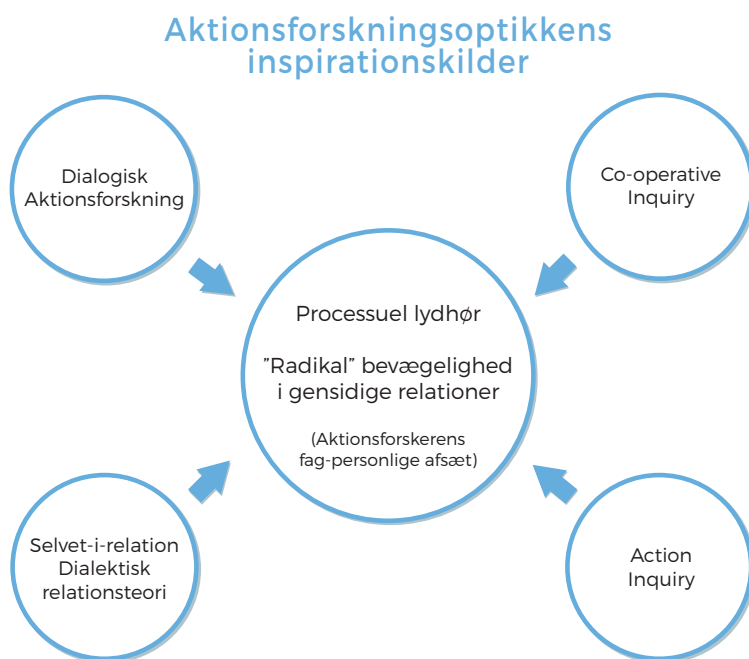 Aktionsforskningsoptikkens
inspirationskilder
Dialogisk
Aktionsforskning
Co-operative
Inquiry
Processuel lydhør
”Radikal” bevægelighed
i gensidige relationer
(Aktionsforskerens
fag-personlige afsæt)
Selvet-i-relation
Dialektisk
relationsteori
Action
Inquiry